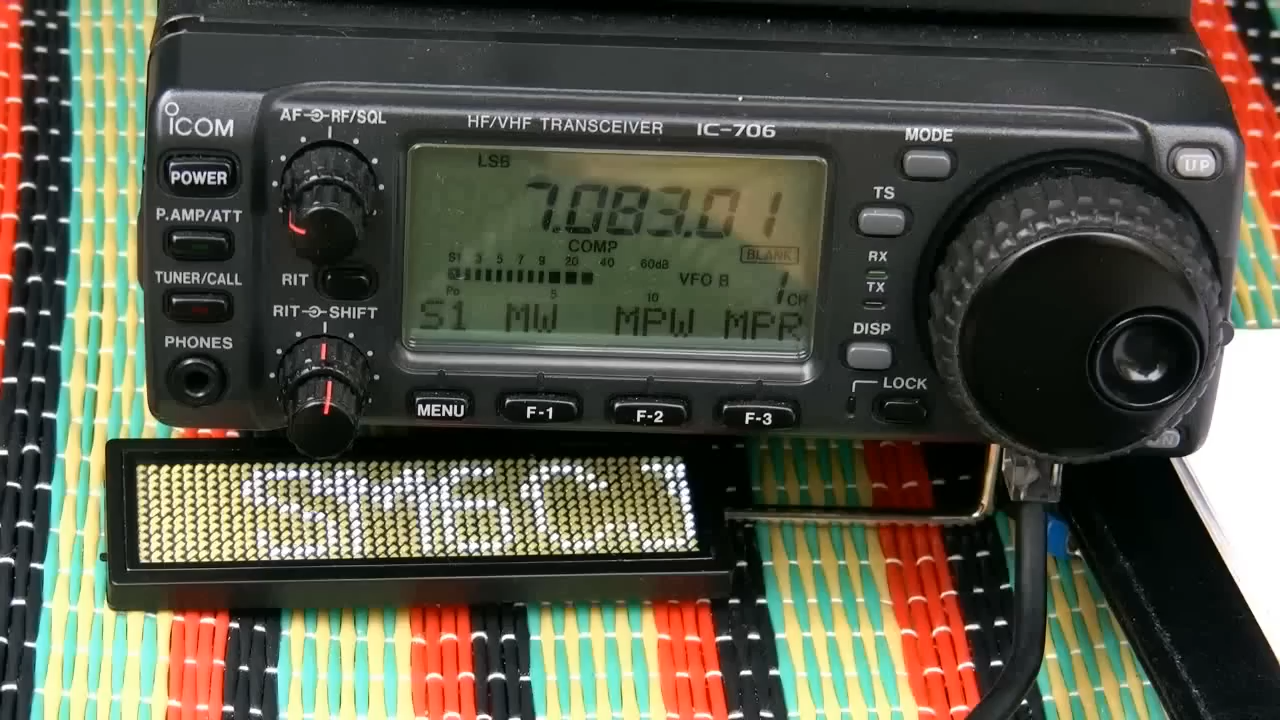 ICOM
AF RF/SQL
HF/VHF TRANSCEIVER IC-706
MODE
UP
POWER
LSB
7.083.01
TS
P.AMP/ATT
COMP
BLANK
RX
S1 3 5 7 9 20 40 60dB
VFO B
1 CH
TUNER/CALL
RIT
Po 5 10
TX
RIT SHIFT
S1 MW MPW MPR
DISP
PHONES
LOCK
MENU F-1 F-2 F-3
SM6CJ